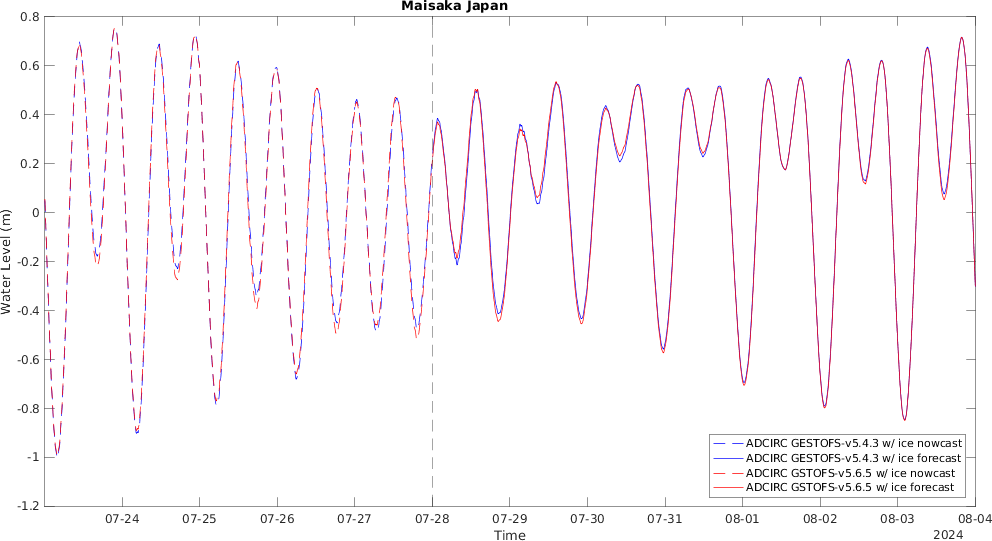 Maisaka Japan
0.8
0.6
0.4
0.2
0
-0.2
-0.4
-0.6
-0.8
-1
-1.2
Water Level (m)
ADCIRC GESTOFS-v5.4.3 w/ ice nowcast
ADCIRC GESTOFS-v5.4.3 w/ ice forecast
ADCIRC GSTOFS-v5.6.5 w/ ice nowcast
ADCIRC GSTOFS-v5.6.5 w/ ice forecast
07-24 07-25 07-26 07-27 07-28 07-29 07-30 07-31 08-01 08-02 08-03 08-04
Time
2024